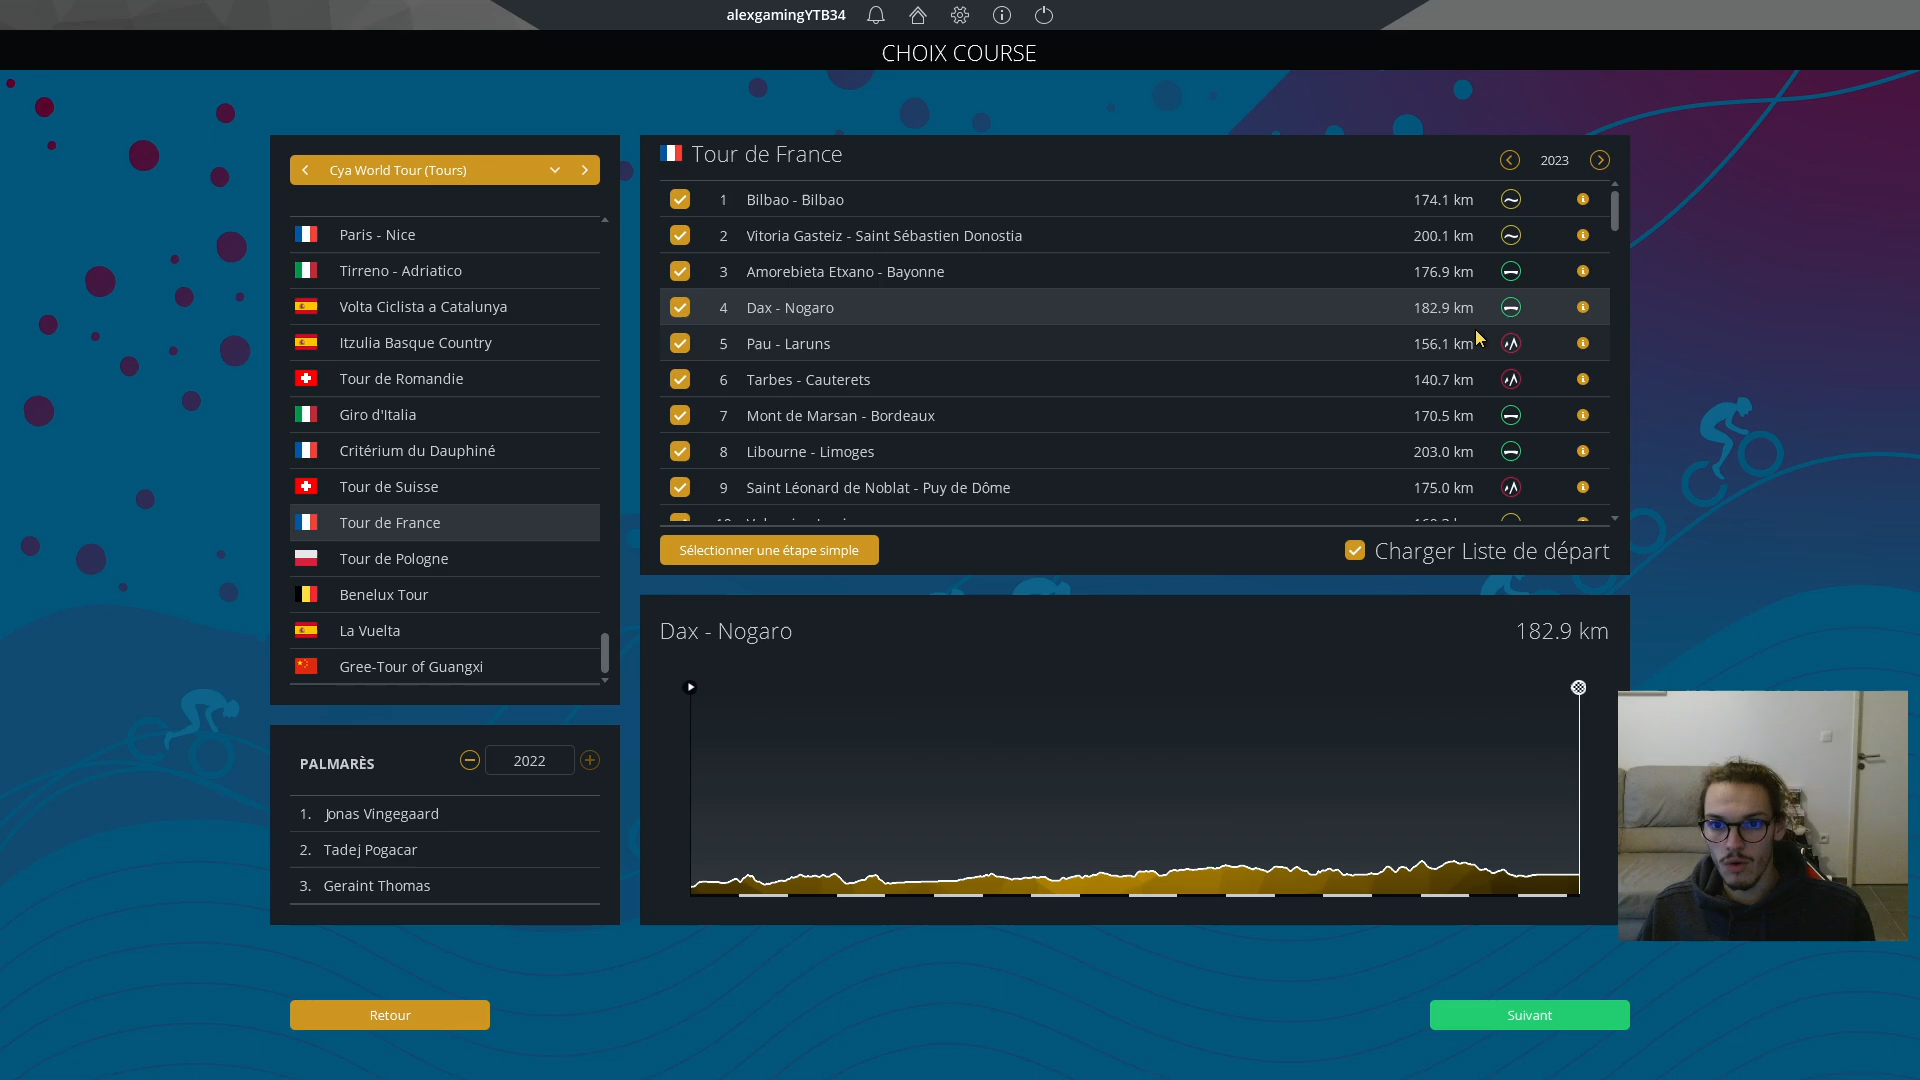 alexgamingYTB34
CHOIX COURSE
Cya World Tour (Tours)
Paris - Nice
Tirreno - Adriatico
Volta Ciclista a Catalunya
Itzulia Basque Country
Tour de Romandie
Giro d'Italia
Critérium du Dauphiné
Tour de Suisse
Tour de France
Tour de Pologne
Benelux Tour
La Vuelta
Gree-Tour of Guangxi
PALMARÈS 2022
1. Jonas Vingegaard
2. Tadej Pogacar
3. Geraint Thomas
Tour de France 2023
1 Bilbao - Bilbao 174.1 km
2 Vitoria Gasteiz - Saint Sébastien Donostia 200.1 km
3 Amorebieta Etxano - Bayonne 176.9 km
4 Dax - Nogaro 182.9 km
5 Pau - Laruns 156.1 km
6 Tarbes - Cauterets 140.7 km
7 Mont de Marsan - Bordeaux 170.5 km
8 Libourne - Limoges 203.0 km
9 Saint Léonard de Noblat - Puy de Dôme 175.0 km
Sélectionner une étape simple
Charger Liste de départ
Dax - Nogaro 182.9 km
Retour
Suivant